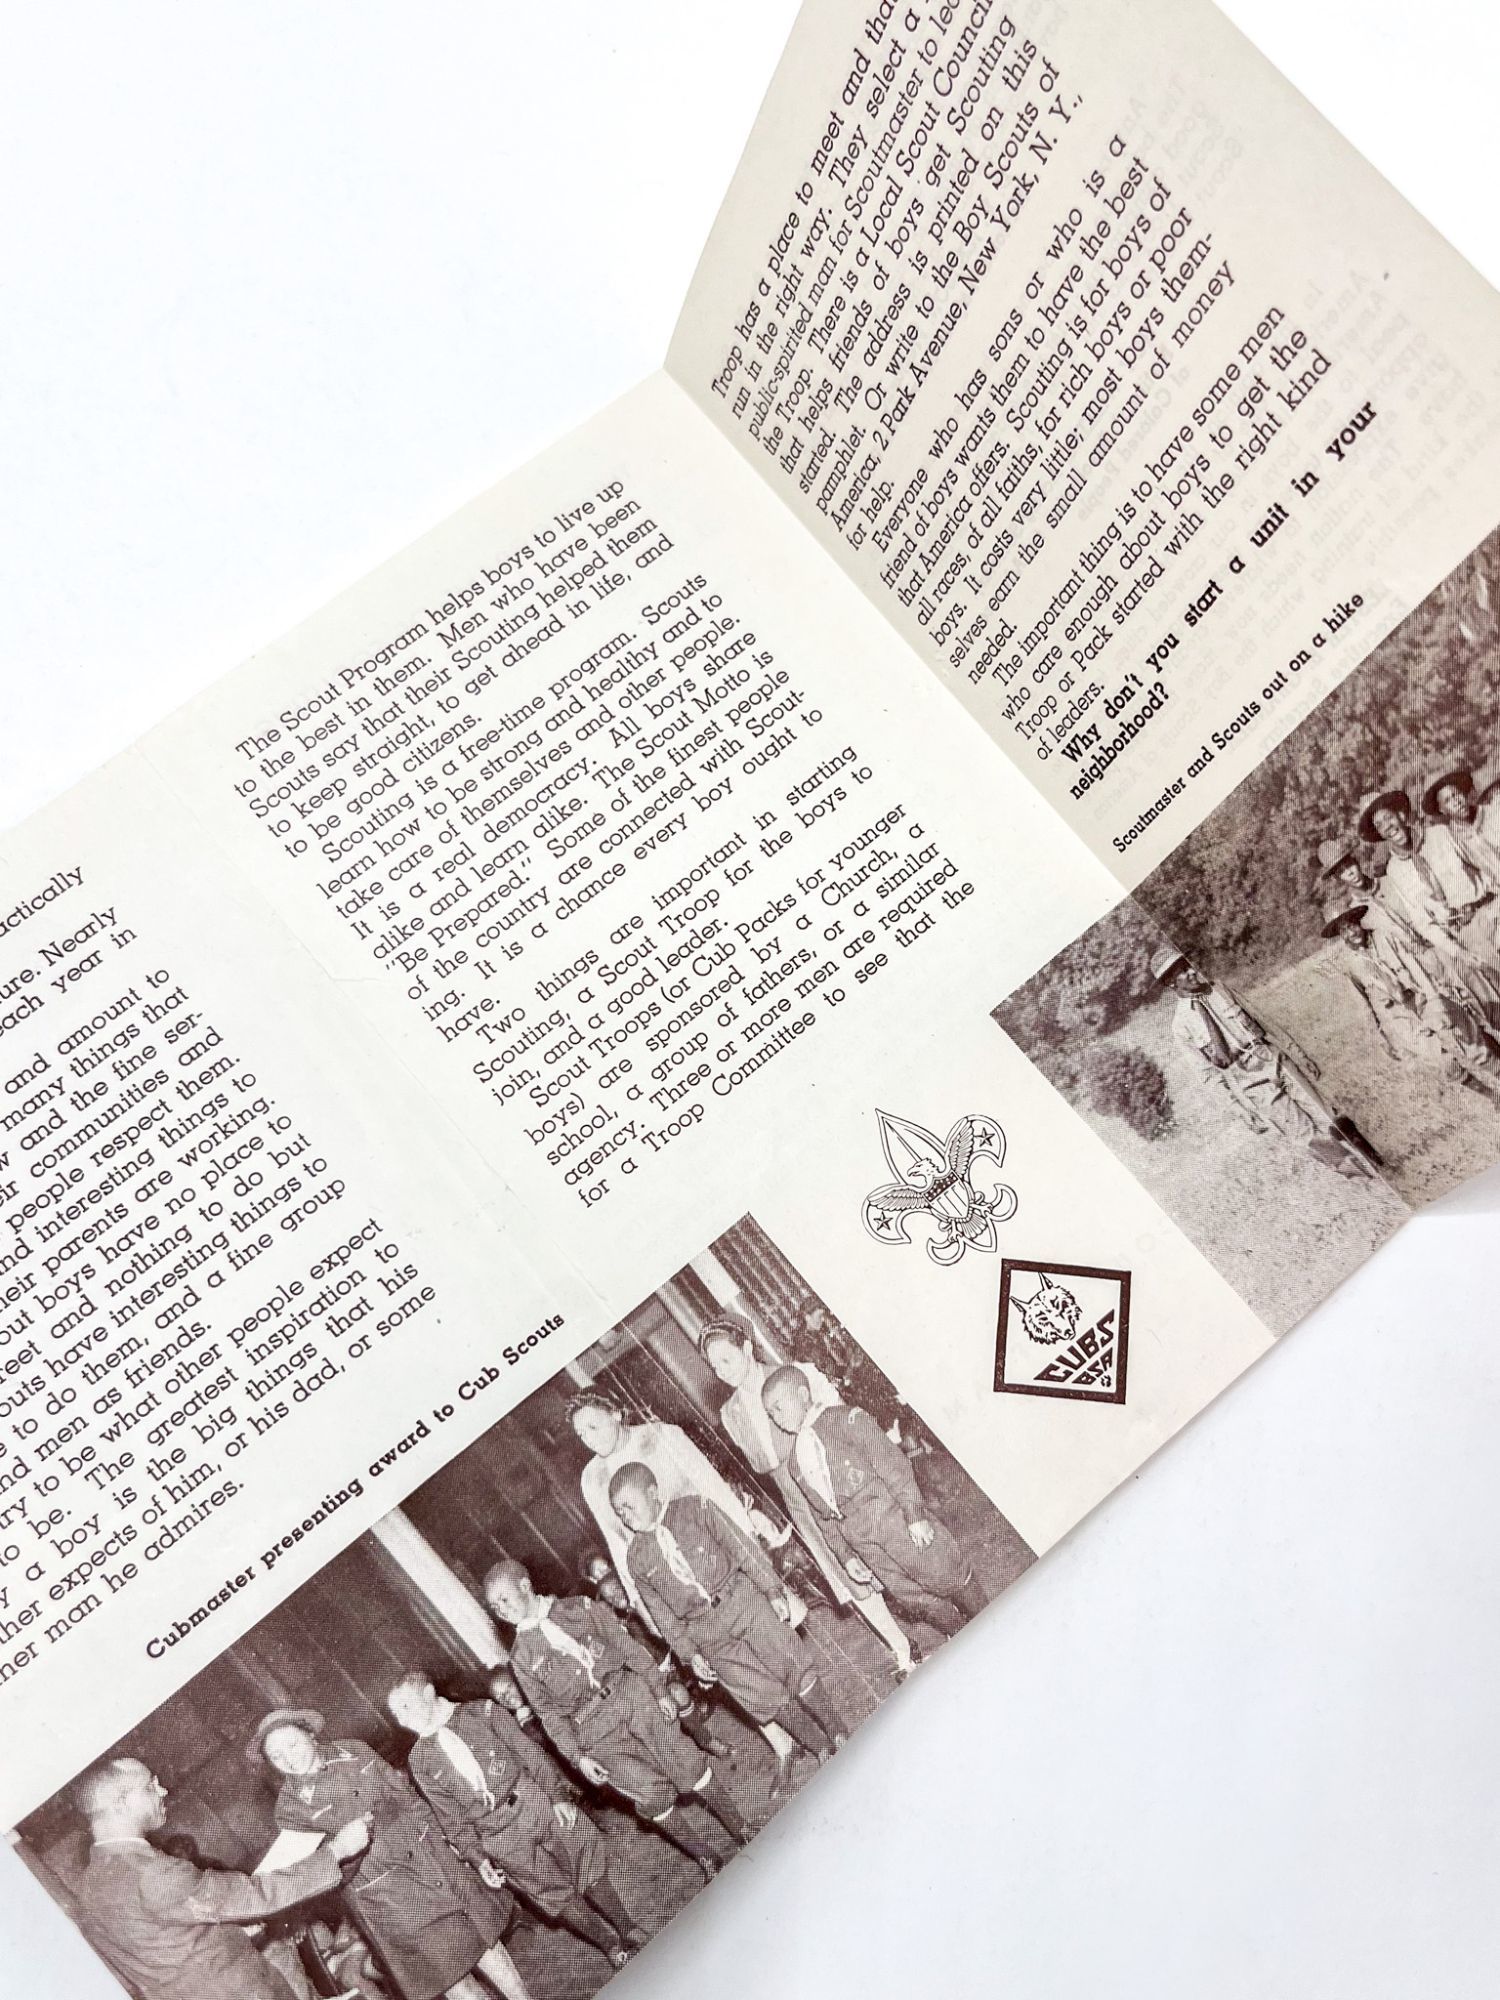 actically
ure. Nearly
each year in
and amount to
many things that
w and the fine ser-
eir communities and
people respect them.
nd interesting things to
heir parents are working.
out boys have no place to
reet and nothing to do but
outs have interesting things to
e to do them, and a fine group
nd men as friends.
try to be what other people expect
to be. The greatest inspiration to
y a boy is the big things that his
ther expects of him, or his dad, or some
her man he admires.
Cubmaster presenting award to Cub Scouts
The Scout Program helps boys to live up
to the best in them. Men who have been
Scouts say that their Scouting helped them
to keep straight, to get ahead in life, and
to be good citizens.
Scouting is a free-time program. Scouts
learn how to be strong and healthy and to
take care of themselves and other people.
It is a real democracy. All boys share
alike and learn alike. The Scout Motto is
"Be Prepared." Some of the finest people
of the country are connected with Scout-
ing. It is a chance every boy ought to
have.
Two things are important in starting
Scouting, a Scout Troop for the boys to
join, and a good leader.
Scout Troops (or Cub Packs for younger
boys) are sponsored by a Church, a
school, a group of fathers, or a similar
agency. Three or more men are required
for a Troop Committee to see that the
CUBS
BSA
Troop has a place to meet and tha
run in the right way. They select a
public-spirited man for Scoutmaster to le
the Troop. There is a Local Scout Counci
that helps friends of boys get Scouting
started. The address is printed on this
pamphlet. Or write to the Boy Scouts of
America, 2 Park Avenue, New York, N. Y.,
for help.
Everyone who has sons or who is a
friend of boys wants them to have the best
that America offers. Scouting is for boys of
all races, of all faiths, for rich boys or poor
boys. It costs very little; most boys them-
selves earn the small amount of money
needed.
The important thing is to have some men
who care enough about boys to get the
Troop or Pack started with the right kind
of leaders.
Why don't you start a unit in your
neighborhood?
Scoutmaster and Scouts out on a hike